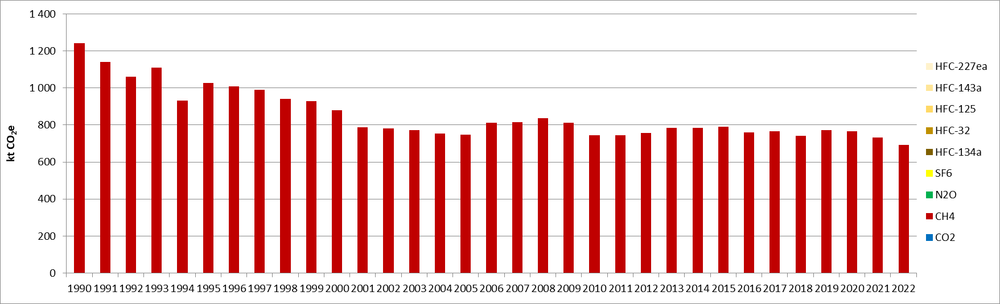 1 400
1 200
1 000
800
600
400
200
0
kt CO₂e
1990 1991 1992 1993 1994 1995 1996 1997 1998 1999 2000 2001 2002 2003 2004 2005 2006 2007 2008 2009 2010 2011 2012 2013 2014 2015 2016 2017 2018 2019 2020 2021 2022
HFC-227ea
HFC-143a
HFC-125
HFC-32
HFC-134a
SF6
N2O
CH4
CO2